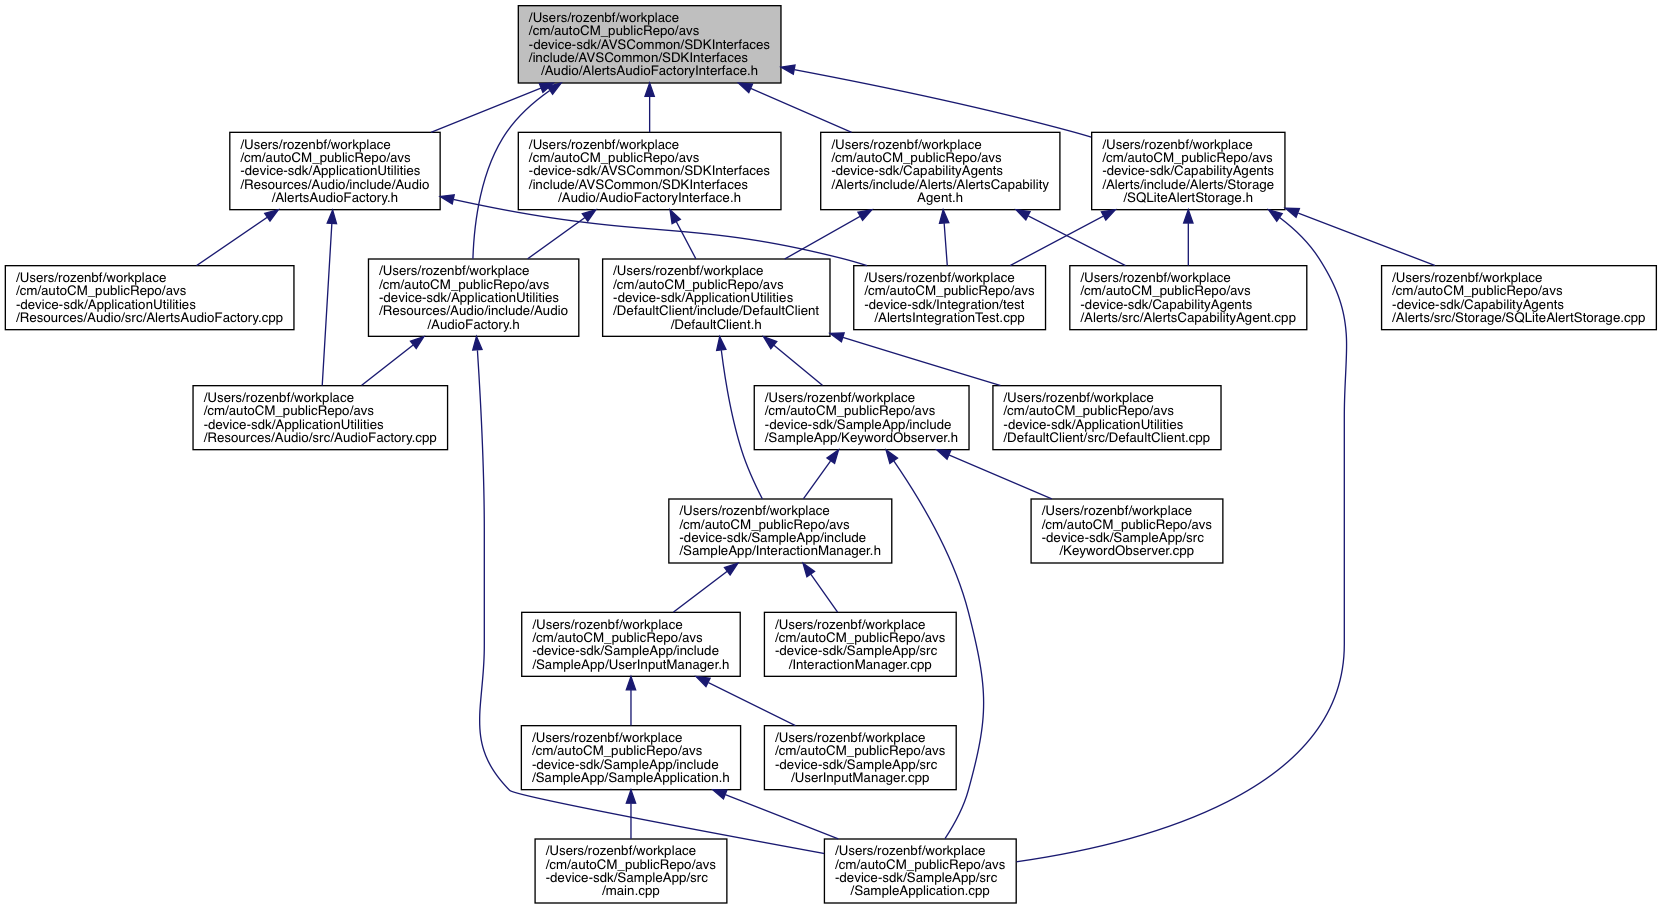 /Users/rozenbf/workplace
/cm/autoCM_publicRepo/avs
-device-sdk/AVSCommon/SDKInterfaces
/include/AVSCommon/SDKInterfaces
/Audio/AlertsAudioFactoryInterface.h
/Users/rozenbf/workplace
/cm/autoCM_publicRepo/avs
-device-sdk/ApplicationUtilities
/Resources/Audio/include/Audio
/AlertsAudioFactory.h
/Users/rozenbf/workplace
/cm/autoCM_publicRepo/avs
-device-sdk/AVSCommon/SDKInterfaces
/include/AVSCommon/SDKInterfaces
/Audio/AudioFactoryInterface.h
/Users/rozenbf/workplace
/cm/autoCM_publicRepo/avs
-device-sdk/CapabilityAgents
/Alerts/include/Alerts/AlertsCapability
Agent.h
/Users/rozenbf/workplace
/cm/autoCM_publicRepo/avs
-device-sdk/CapabilityAgents
/Alerts/include/Alerts/Storage
/SQLiteAlertStorage.h
/Users/rozenbf/workplace
/cm/autoCM_publicRepo/avs
-device-sdk/ApplicationUtilities
/Resources/Audio/src/AlertsAudioFactory.cpp
/Users/rozenbf/workplace
/cm/autoCM_publicRepo/avs
-device-sdk/ApplicationUtilities
/Resources/Audio/include/Audio
/AudioFactory.h
/Users/rozenbf/workplace
/cm/autoCM_publicRepo/avs
-device-sdk/ApplicationUtilities
/DefaultClient/include/DefaultClient
/DefaultClient.h
/Users/rozenbf/workplace
/cm/autoCM_publicRepo/avs
-device-sdk/Integration/test
/AlertsIntegrationTest.cpp
/Users/rozenbf/workplace
/cm/autoCM_publicRepo/avs
-device-sdk/CapabilityAgents
/Alerts/src/AlertsCapabilityAgent.cpp
/Users/rozenbf/workplace
/cm/autoCM_publicRepo/avs
-device-sdk/CapabilityAgents
/Alerts/src/Storage/SQLiteAlertStorage.cpp
/Users/rozenbf/workplace
/cm/autoCM_publicRepo/avs
-device-sdk/ApplicationUtilities
/Resources/Audio/src/AudioFactory.cpp
/Users/rozenbf/workplace
/cm/autoCM_publicRepo/avs
-device-sdk/SampleApp/include
/SampleApp/KeywordObserver.h
/Users/rozenbf/workplace
/cm/autoCM_publicRepo/avs
-device-sdk/ApplicationUtilities
/DefaultClient/src/DefaultClient.cpp
/Users/rozenbf/workplace
/cm/autoCM_publicRepo/avs
-device-sdk/SampleApp/include
/SampleApp/InteractionManager.h
/Users/rozenbf/workplace
/cm/autoCM_publicRepo/avs
-device-sdk/SampleApp/src
/KeywordObserver.cpp
/Users/rozenbf/workplace
/cm/autoCM_publicRepo/avs
-device-sdk/SampleApp/include
/SampleApp/UserInputManager.h
/Users/rozenbf/workplace
/cm/autoCM_publicRepo/avs
-device-sdk/SampleApp/src
/InteractionManager.cpp
/Users/rozenbf/workplace
/cm/autoCM_publicRepo/avs
-device-sdk/SampleApp/include
/SampleApp/SampleApplication.h
/Users/rozenbf/workplace
/cm/autoCM_publicRepo/avs
-device-sdk/SampleApp/src
/UserInputManager.cpp
/Users/rozenbf/workplace
/cm/autoCM_publicRepo/avs
-device-sdk/SampleApp/src
/main.cpp
/Users/rozenbf/workplace
/cm/autoCM_publicRepo/avs
-device-sdk/SampleApp/src
/SampleApplication.cpp